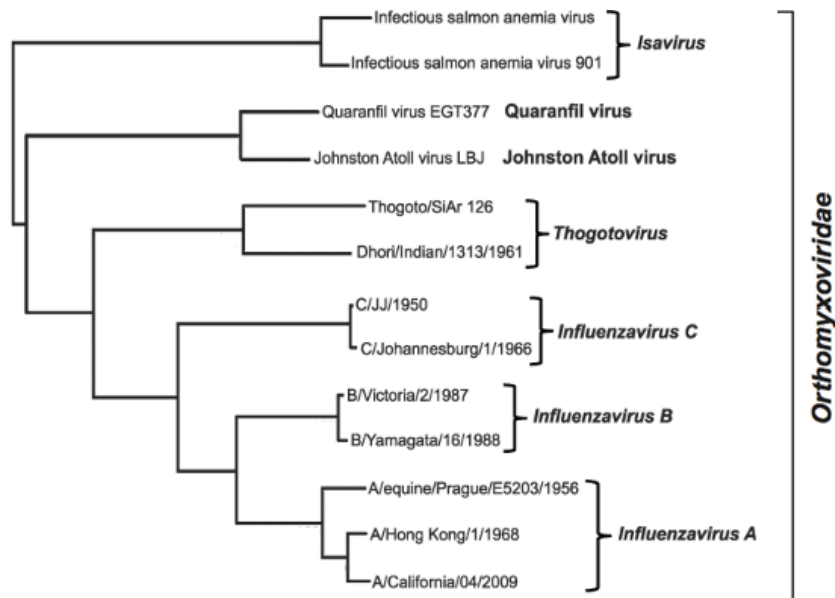 Infectious salmon anemia virus
Isavirus
Infectious salmon anemia virus 901
Quaranfil virus EGT377 Quaranfil virus
Johnston Atoll virus LBJ Johnston Atoll virus
Thogoto/SiAr 126
Thogotovirus
Dhori/Indian/1313/1961
C/JJ/1950
Influenzavirus C
C/Johannesburg/1/1966
B/Victoria/2/1987
Influenzavirus B
B/Yamagata/16/1988
A/equine/Prague/E5203/1956
A/Hong Kong/1/1968
Influenzavirus A
A/California/04/2009
Orthomyxoviridae